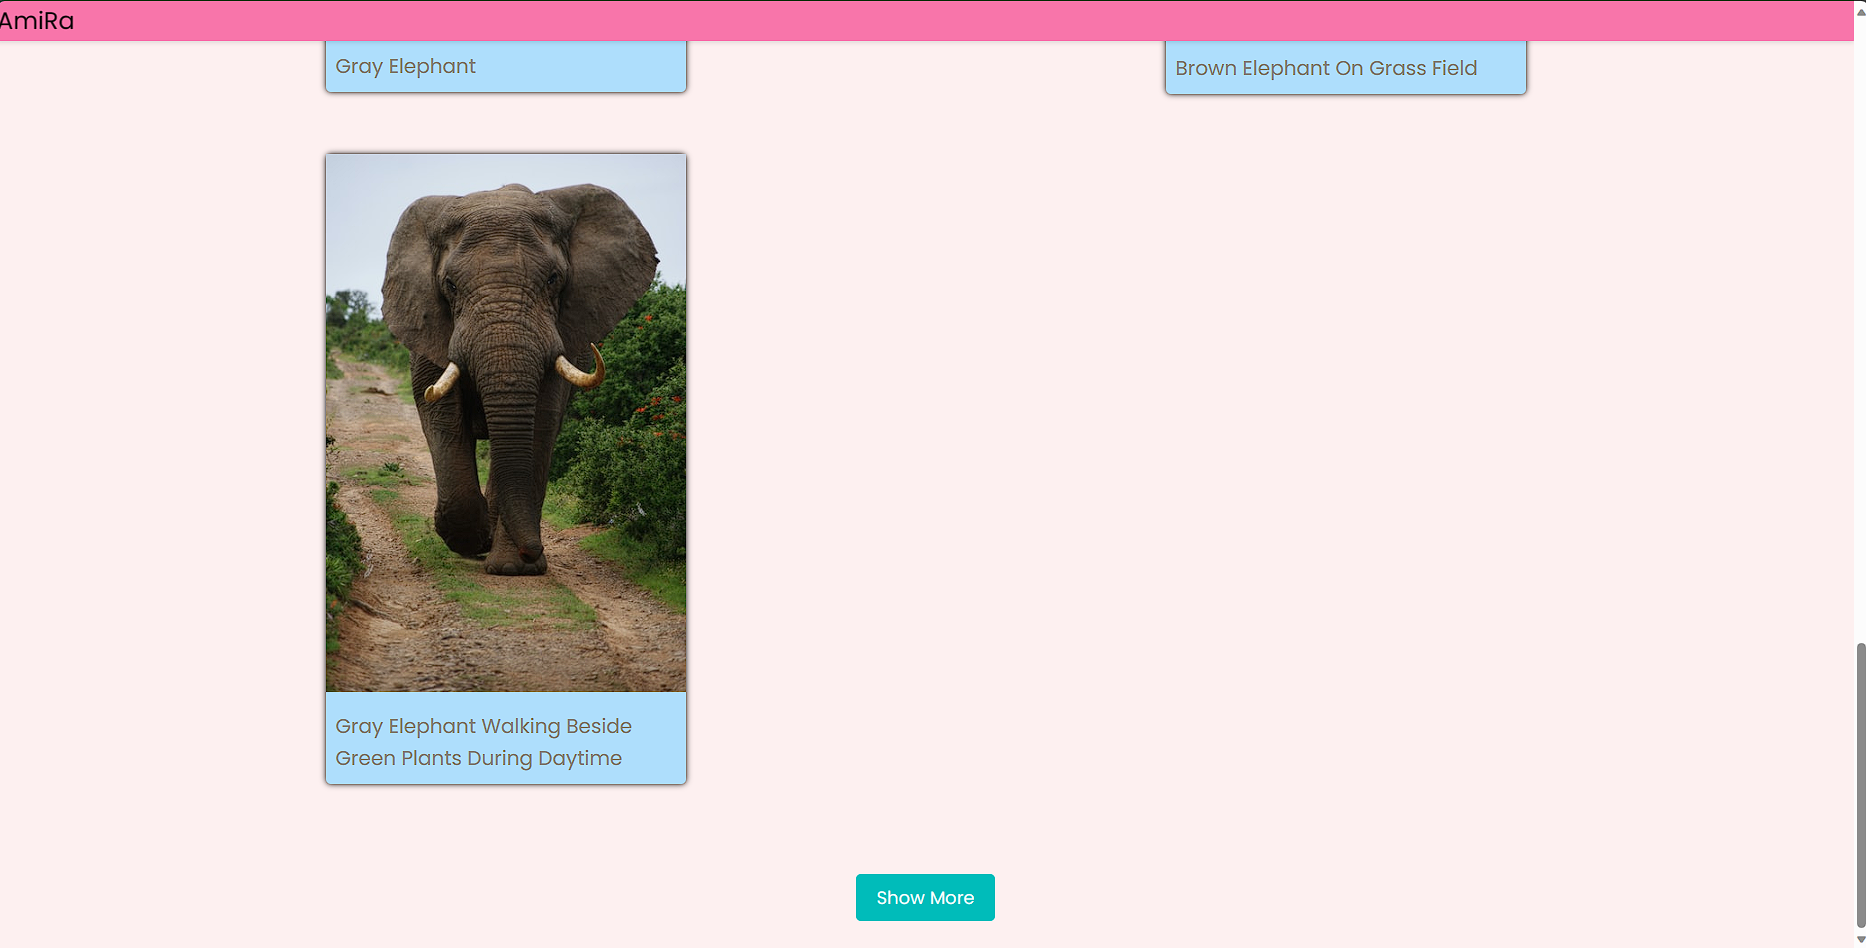 AmiRa
Gray Elephant
Brown Elephant On Grass Field
Gray Elephant Walking Beside
Green Plants During Daytime
Show More